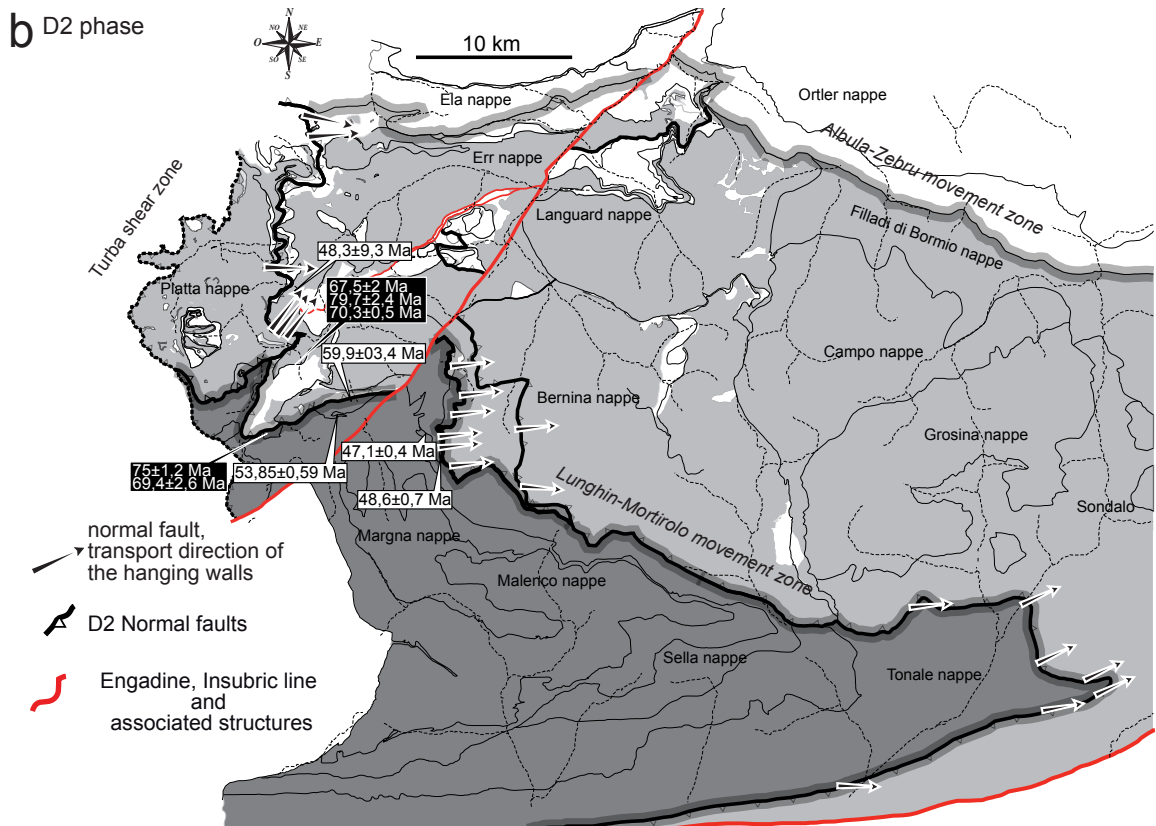 b D2 phase
N
NO
NE
O
E
SO
SE
S
10 km
Ela nappe
Ortler nappe
Albula-Zebru movement zone
Err nappe
Languard nappe
Filladi di Bormio nappe
Turba shear zone
48,3±9,3 Ma
Platta nappe
67,5±2 Ma
79,7±2,4 Ma
70,3±0,5 Ma
59,9±03,4 Ma
Campo nappe
Bernina nappe
Grosina nappe
47,1±0,4 Ma
75±1,2 Ma
69,4±2,6 Ma
53,85±0,59 Ma
48,6±0,7 Ma
Lunghin-Mortirolo movement zone
Sondalo
normal fault,
transport direction of
the hanging walls
Margna nappe
Malenco nappe
D2 Normal faults
Sella nappe
Tonale nappe
Engadine, Insubric line
and
associated structures